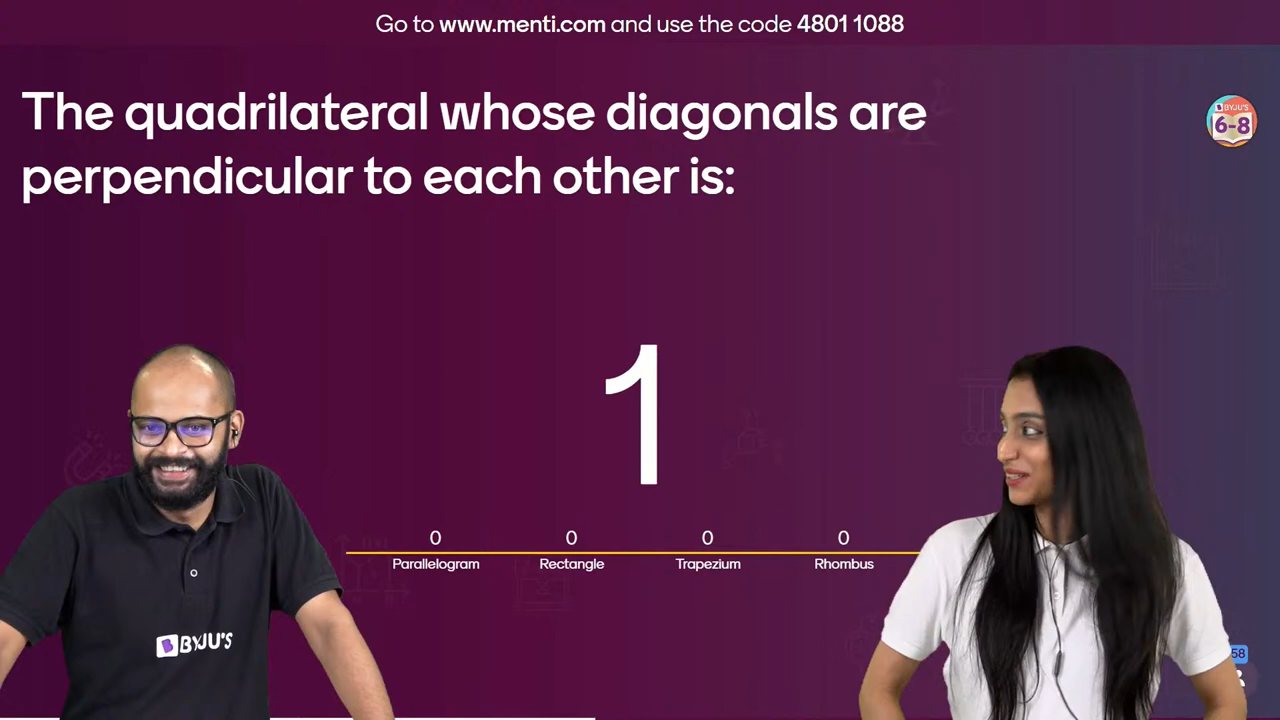 Go to www.menti.com and use the code 4801 1088
The quadrilateral whose diagonals are
perpendicular to each other is:
BYJU'S
6-8
1
0 0 0 0
Parallelogram Rectangle Trapezium Rhombus
BYJU'S
58